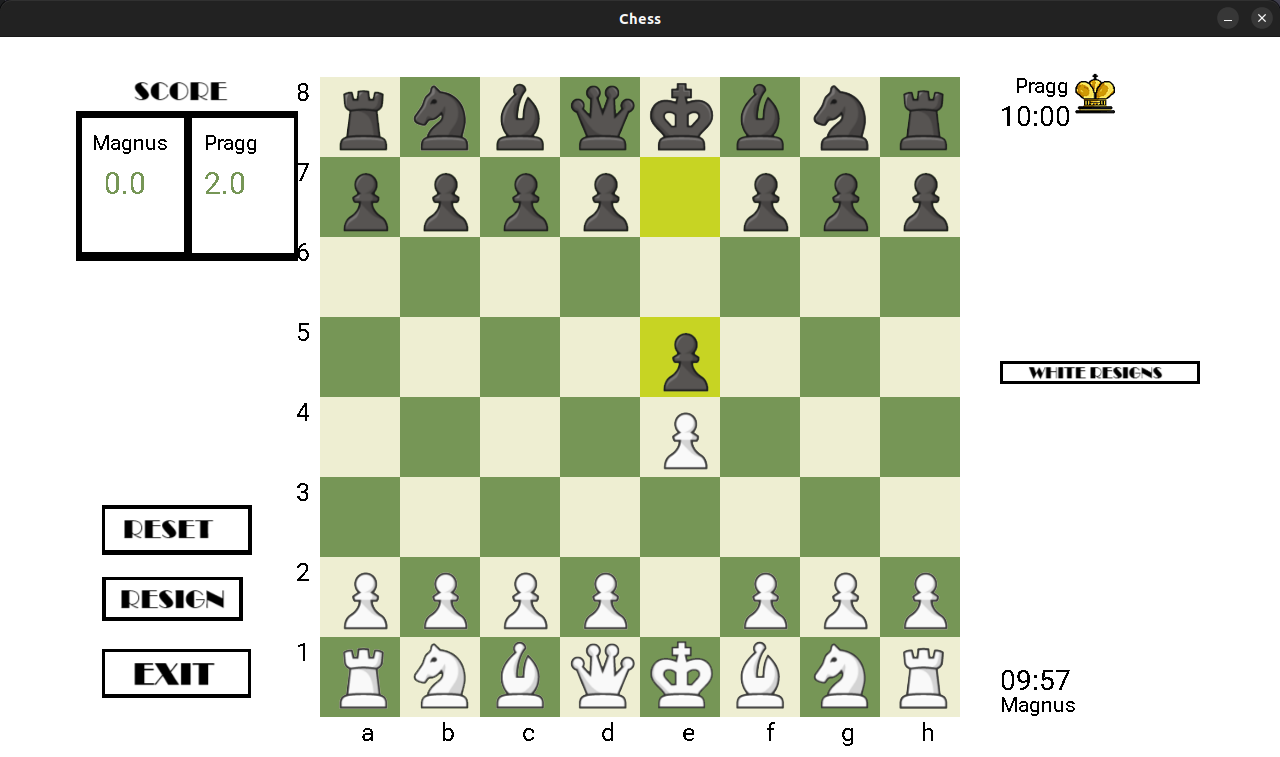 Chess
SCORE
Magnus Pragg
0.0 2.0
8
7
6
5
4
3
2
1
a b c d e f g h
Pragg
10:00
WHITE RESIGNS
RESET
RESIGN
EXIT
09:57
Magnus